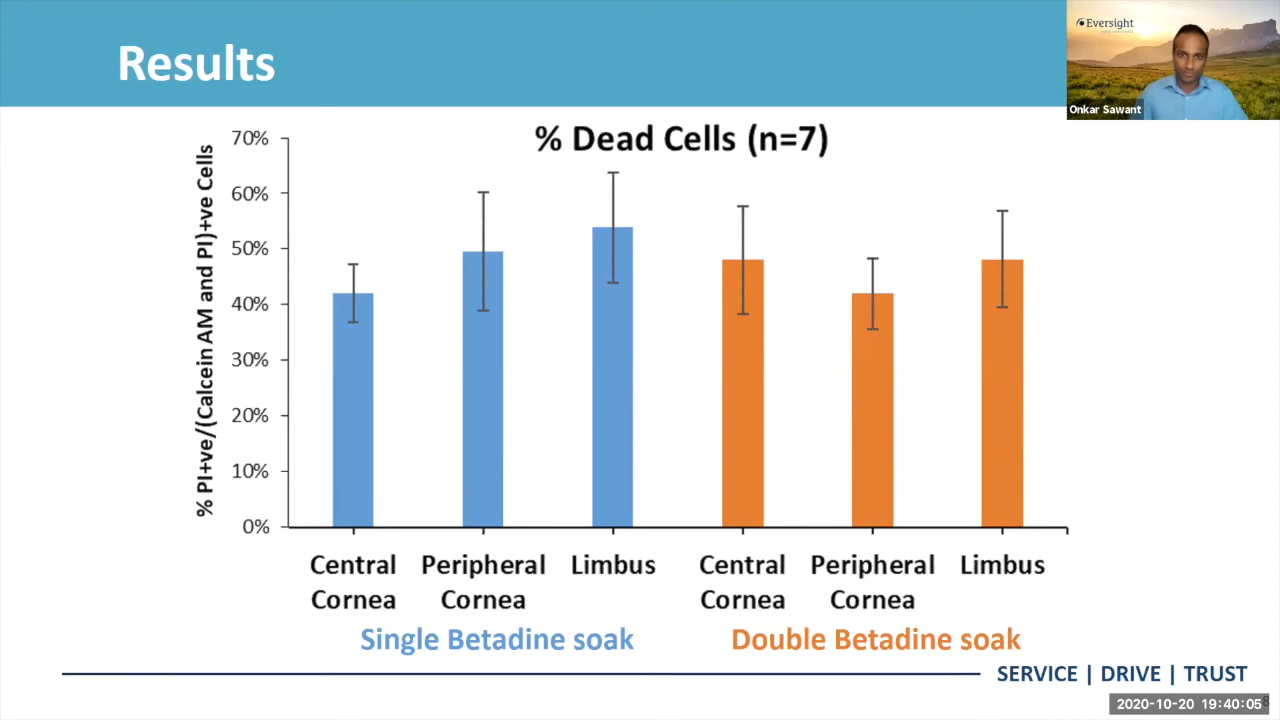 Results
Eversight
Onkar Sawant
% Dead Cells (n=7)
% PI+ve/(Calcein AM and PI)+ve Cells
70%
60%
50%
40%
30%
20%
10%
0%
Central Cornea
Peripheral Cornea
Limbus
Central Cornea
Peripheral Cornea
Limbus
Single Betadine soak
Double Betadine soak
SERVICE | DRIVE | TRUST
2020-10-20 19:40:05
8